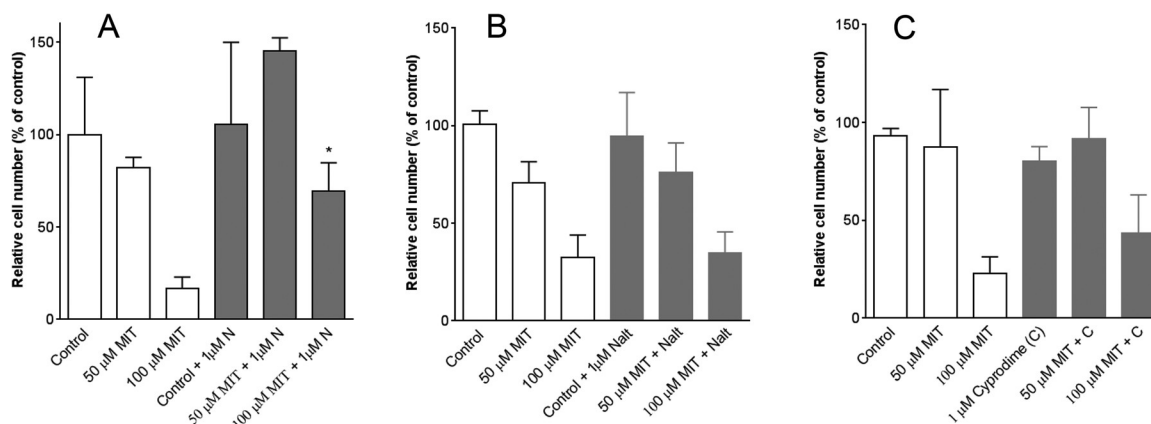 A
Relative cell number (% of control)
150
100
50
0
*
Control
50 µM MIT
100 µM MIT
Control + 1µM N
50 µM MIT + 1µM N
100 µM MIT + 1µM N
B
Relative cell number (% of control)
150
100
50
0
Control
50 µM MIT
100 µM MIT
Control + 1µM Nalt
50 µM MIT + Nalt
100 µM MIT + Nalt
C
Relative cell number (% of control)
150
100
50
0
Control
50 µM MIT
100 µM MIT
1 µM Cyprodime (C)
50 µM MIT + C
100 µM MIT + C